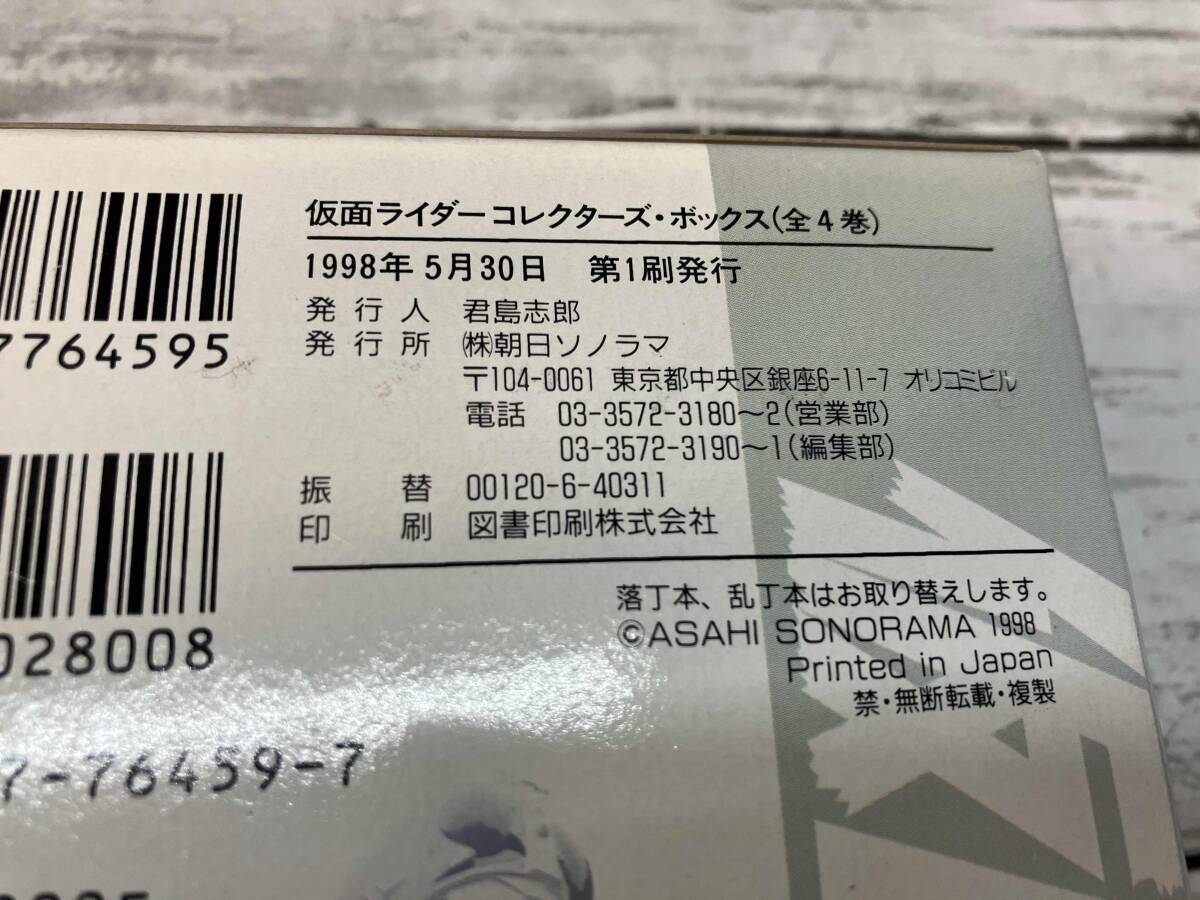 仮面ライダー コレクターズ・ボックス(全4巻)
1998年 5月30日 第1刷発行
発行人 君島志郎
発行所 ㈱朝日ソノラマ
〒104-0061 東京都中央区銀座6-11-7 オリコミビル
電話 03-3572-3180〜2(営業部)
03-3572-3190〜1(編集部)
振替 00120-6-40311
印刷 図書印刷株式会社
落丁本、乱丁本はお取り替えします。
©ASAHI SONORAMA 1998
Printed in Japan
禁・無断転載・複製
7764595
028008
7-76459-7